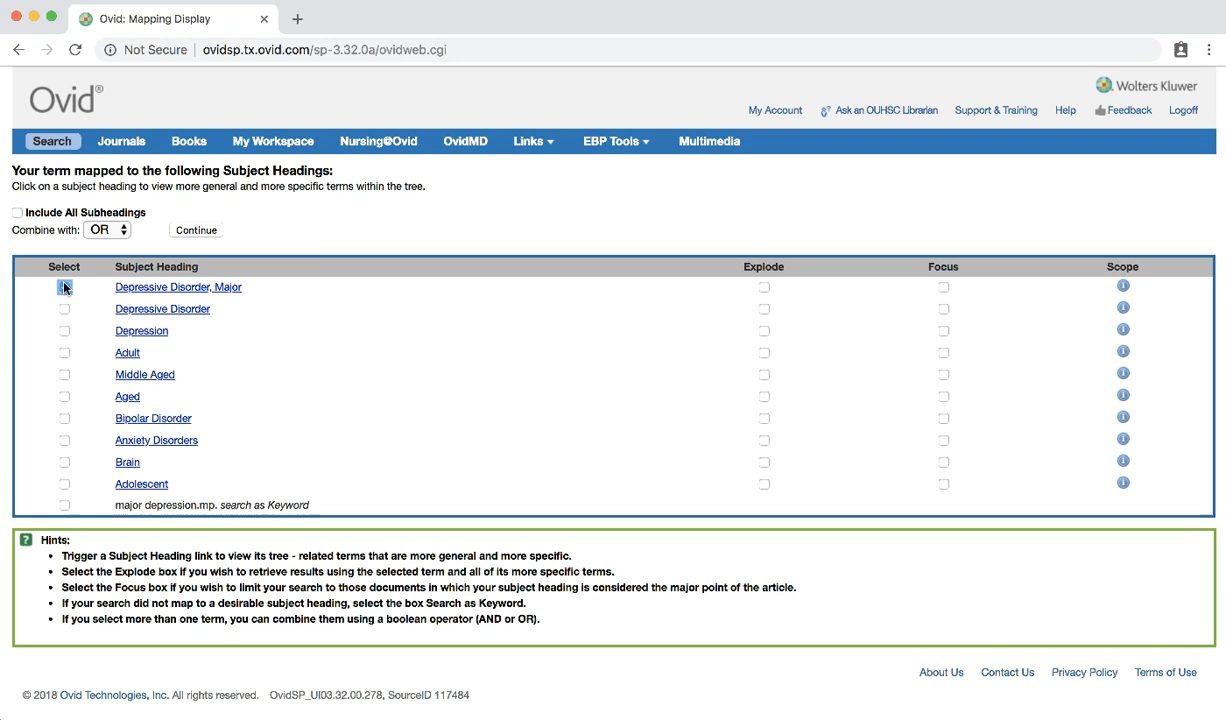 Ovid: Mapping Display
Not Secure ovidsp.tx.ovid.com/sp-3.32.0a/ovidweb.cgi
Ovid®
Wolters Kluwer
My Account Ask an OUHSC Librarian Support & Training Help Feedback Logoff
Search Journals Books My Workspace Nursing@Ovid OvidMD Links EBP Tools Multimedia
Your term mapped to the following Subject Headings:
Click on a subject heading to view more general and more specific terms within the tree.
Include All Subheadings
Combine with: OR Continue
Select Subject Heading Explode Focus Scope
Depressive Disorder, Major
Depressive Disorder
Depression
Adult
Middle Aged
Aged
Bipolar Disorder
Anxiety Disorders
Brain
Adolescent
major depression.mp. search as Keyword
? Hints:
• Trigger a Subject Heading link to view its tree - related terms that are more general and more specific.
• Select the Explode box if you wish to retrieve results using the selected term and all of its more specific terms.
• Select the Focus box if you wish to limit your search to those documents in which your subject heading is considered the major point of the article.
• If your search did not map to a desirable subject heading, select the box Search as Keyword.
• If you select more than one term, you can combine them using a boolean operator (AND or OR).
About Us Contact Us Privacy Policy Terms of Use
© 2018 Ovid Technologies, Inc. All rights reserved. OvidSP_UI03.32.00.278, SourceID 117484